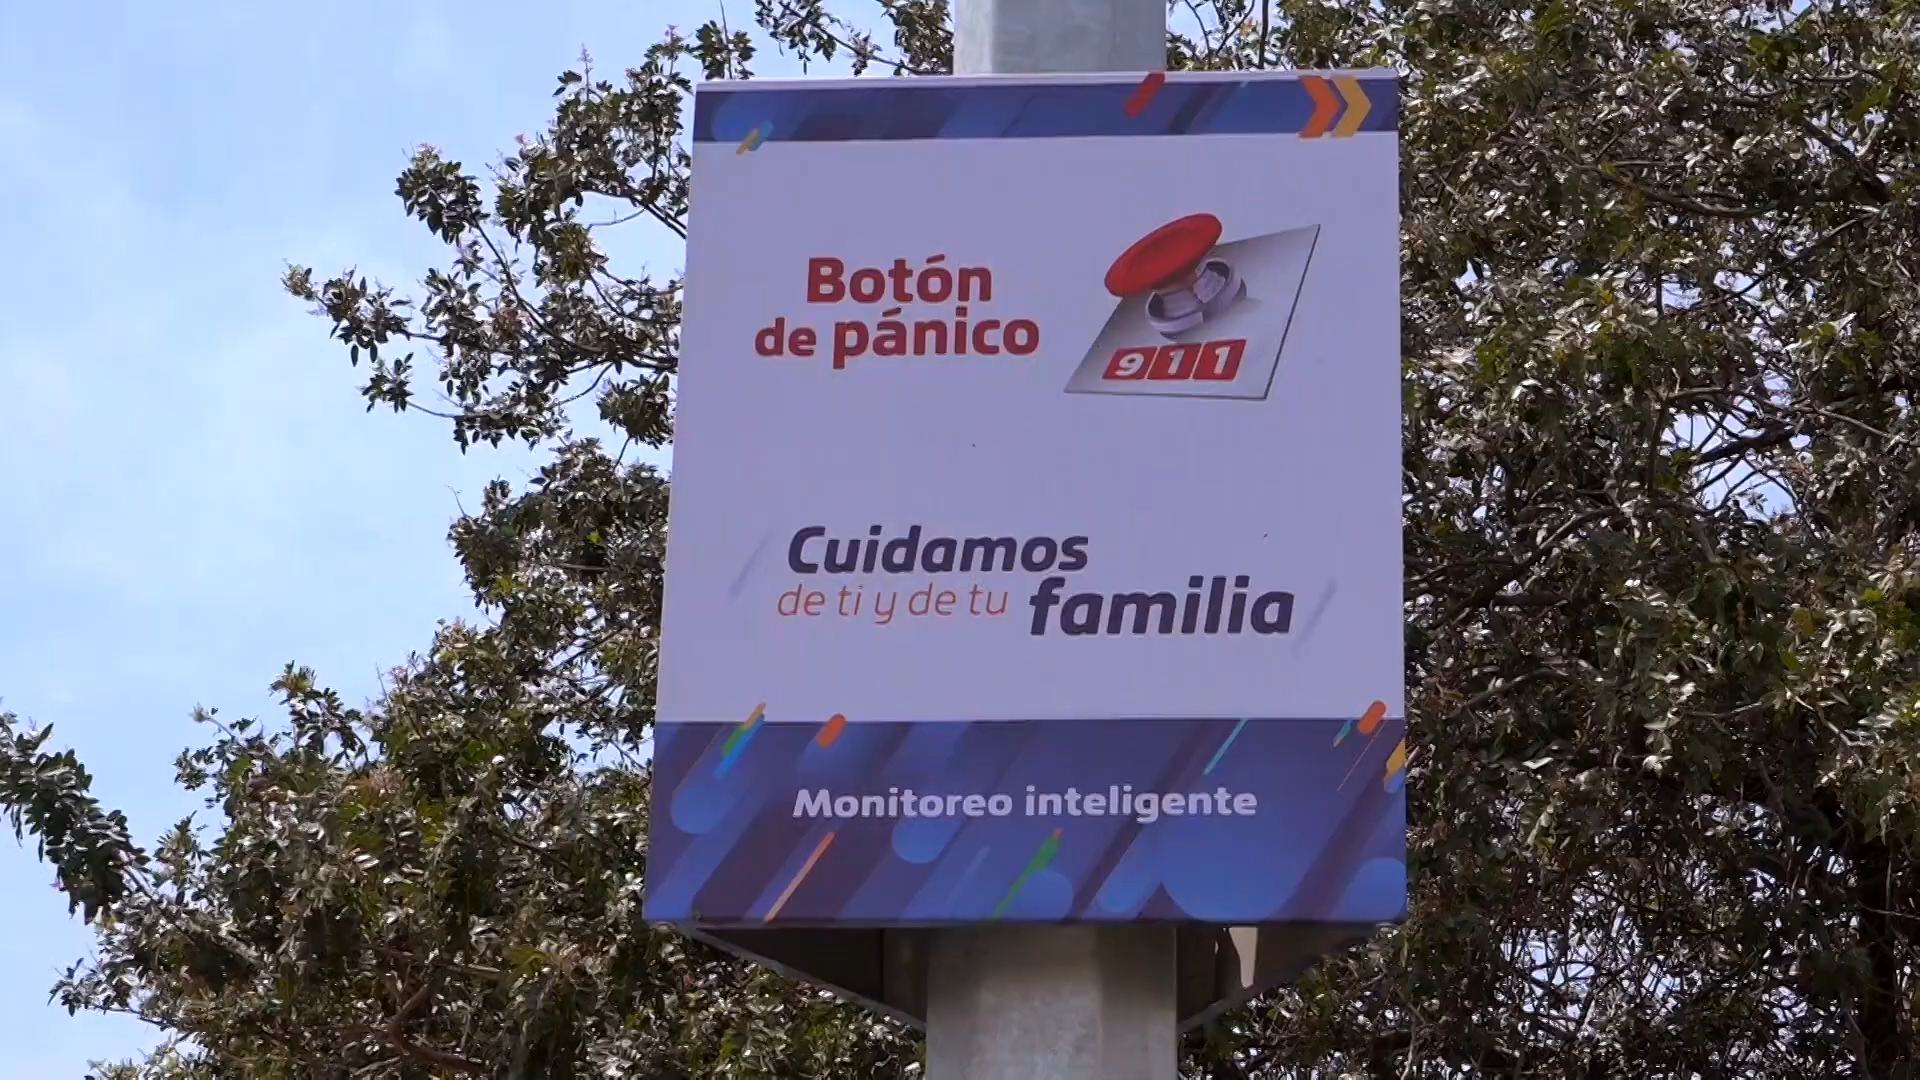 Botón
de pánico
911
Cuidamos
de ti y de tu familia
Monitoreo inteligente